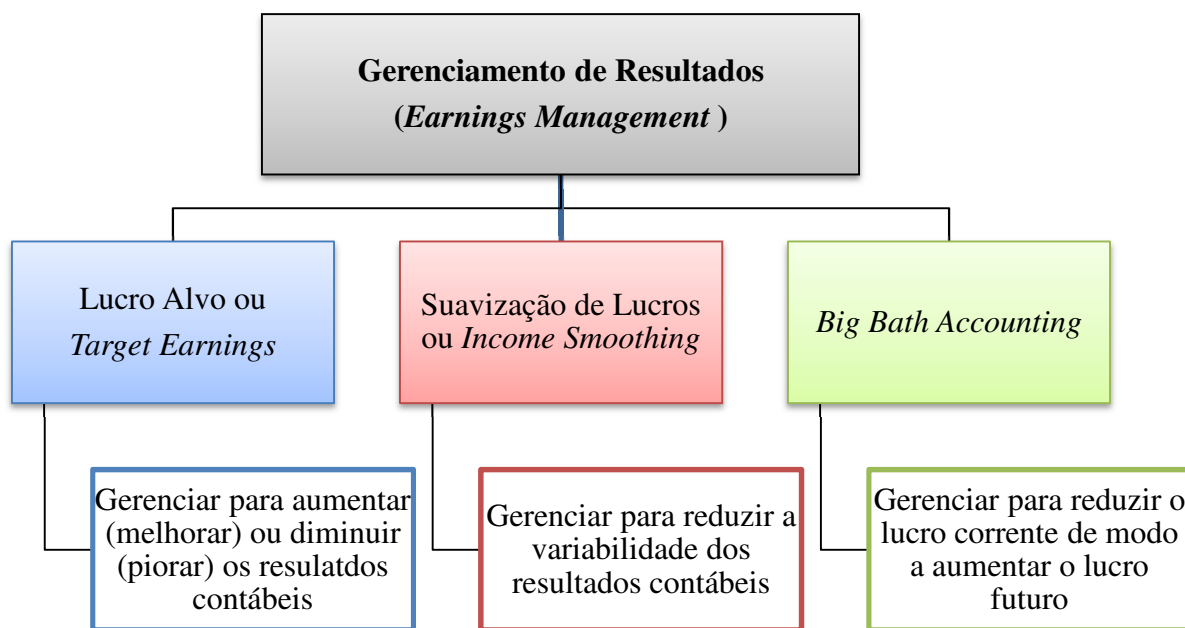 Gerenciamento de Resultados
(Earnings Management )
Lucro Alvo ou
Target Earnings
Suavização de Lucros
ou Income Smoothing
Big Bath Accounting
Gerenciar para aumentar
(melhorar) ou diminuir
(piorar) os resulatdos
contábeis
Gerenciar para reduzir a
variabilidade dos
resultados contábeis
Gerenciar para reduzir o
lucro corrente de modo
a aumentar o lucro
futuro